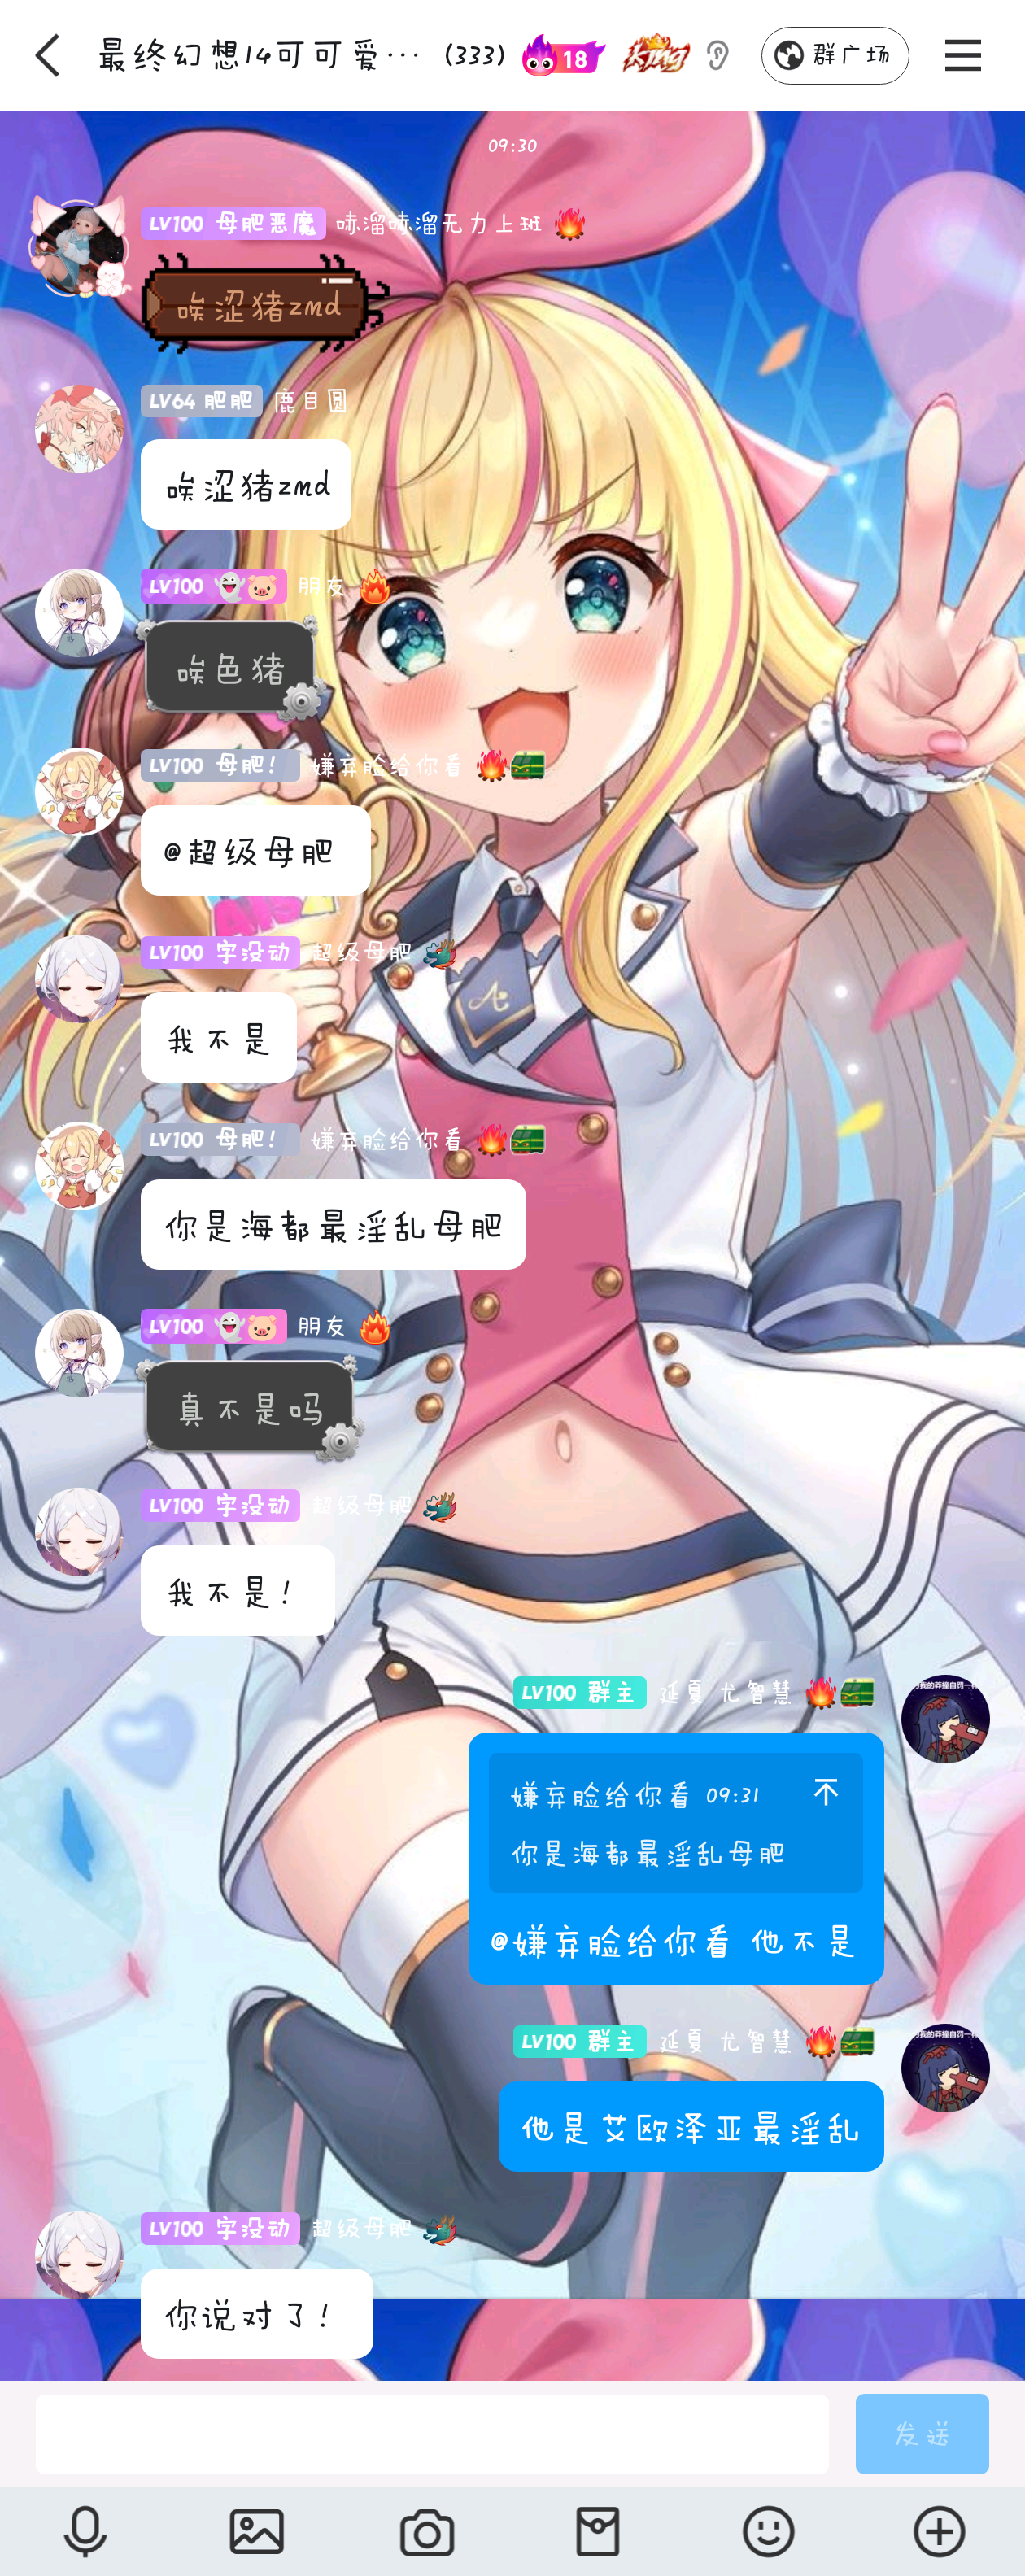 最终幻想14可可爱… (333) 18 king 群广场
09:30
LV100 母肥恶魔 哧溜哧溜无力上班
唉涩猪zmd
LV64 肥肥 鹿目圆
唉涩猪zmd
LV100 朋友
唉色猪
LV100 母肥! 嫌弃脸给你看
@超级母肥
LV100 字没动 超级母肥
我不是
LV100 母肥! 嫌弃脸给你看
你是海都最淫乱母肥
LV100 朋友
真不是吗
LV100 字没动 超级母肥
我不是!
LV100 群主 延夏 尤智慧
嫌弃脸给你看 09:31
你是海都最淫乱母肥
@嫌弃脸给你看 他不是
LV100 群主 延夏 尤智慧
他是艾欧泽亚最淫乱
LV100 字没动 超级母肥
你说对了!
发送